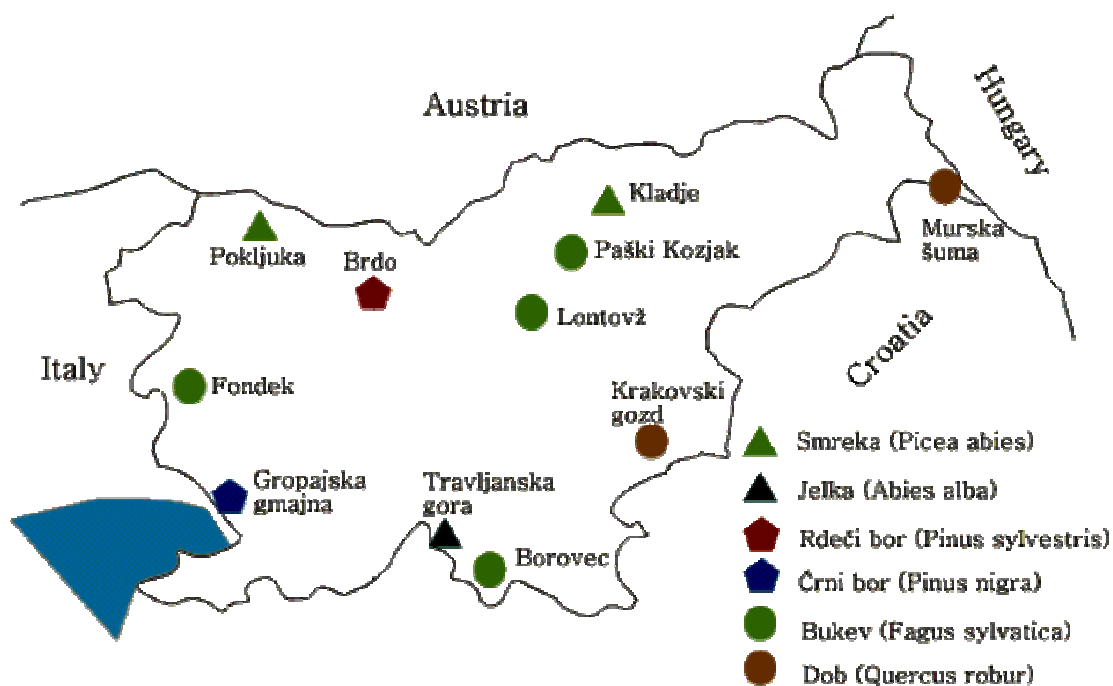 Austria
Hungary
Kladje
Pokljuka
Brdo
Paški Kozjak
Murska
šuma
Lontovž
Croatia
Italy
Fondek
Krakovski
gozd
Smreka (Picea abies)
Gropajska
gmajna
Travljanska
gora
Jelka (Abies alba)
Rdeči bor (Pinus sylvestris)
Borovec
Črni bor (Pinus nigra)
Bukev (Fagus sylvatica)
Dob (Quercus robur)